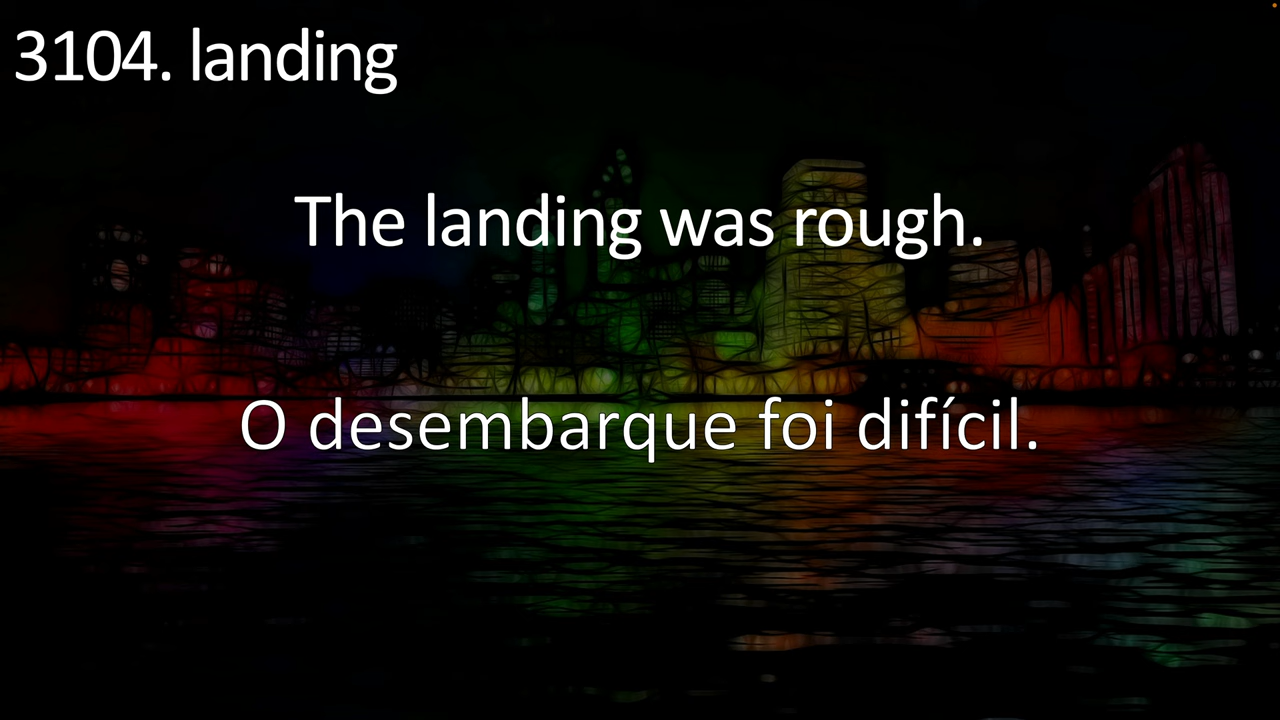 3104. landing
The landing was rough.
O desembarque foi difícil.